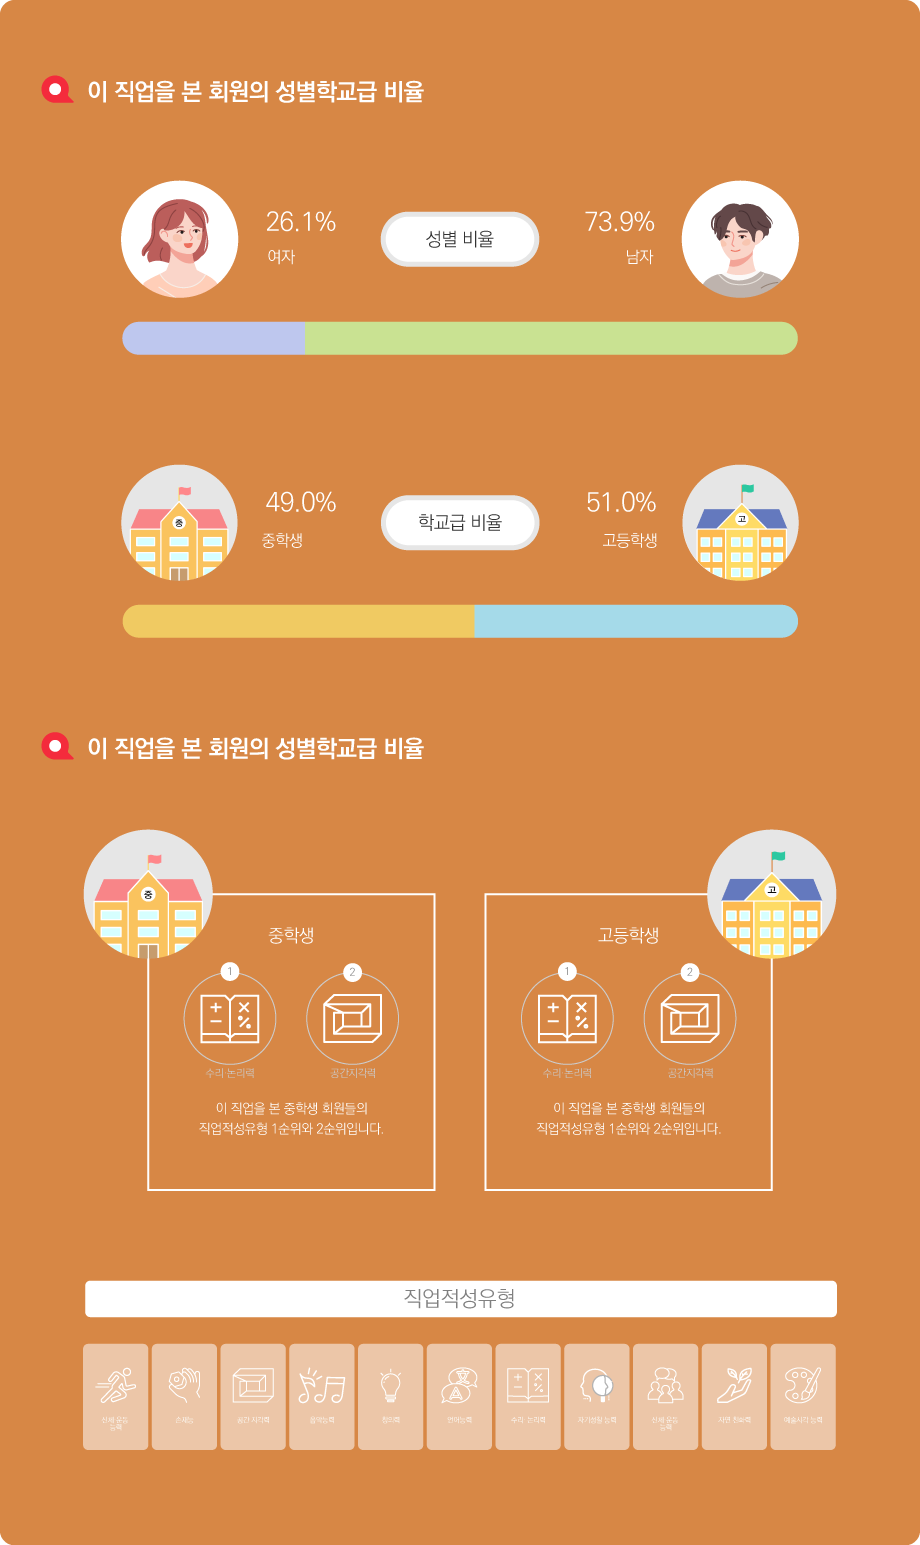 이 직업을 본 회원의 성별학교급 비율
26.1%
여자
성별 비율
73.9%
남자
49.0%
중학생
학교급 비율
51.0%
고등학생
중
고
이 직업을 본 회원의 성별학교급 비율
중
중학생
1
2
수리·논리력
공간지각력
이 직업을 본 중학생 회원들의
직업적성유형 1순위와 2순위입니다.
고
고등학생
1
2
수리·논리력
공간지각력
이 직업을 본 중학생 회원들의
직업적성유형 1순위와 2순위입니다.
직업적성유형
신체·운동
능력
손재능
공간·지각력
음악능력
창의력
언어능력
수리·논리력
자기성찰 능력
신체·운동
능력
자연 친화력
예술시각 능력